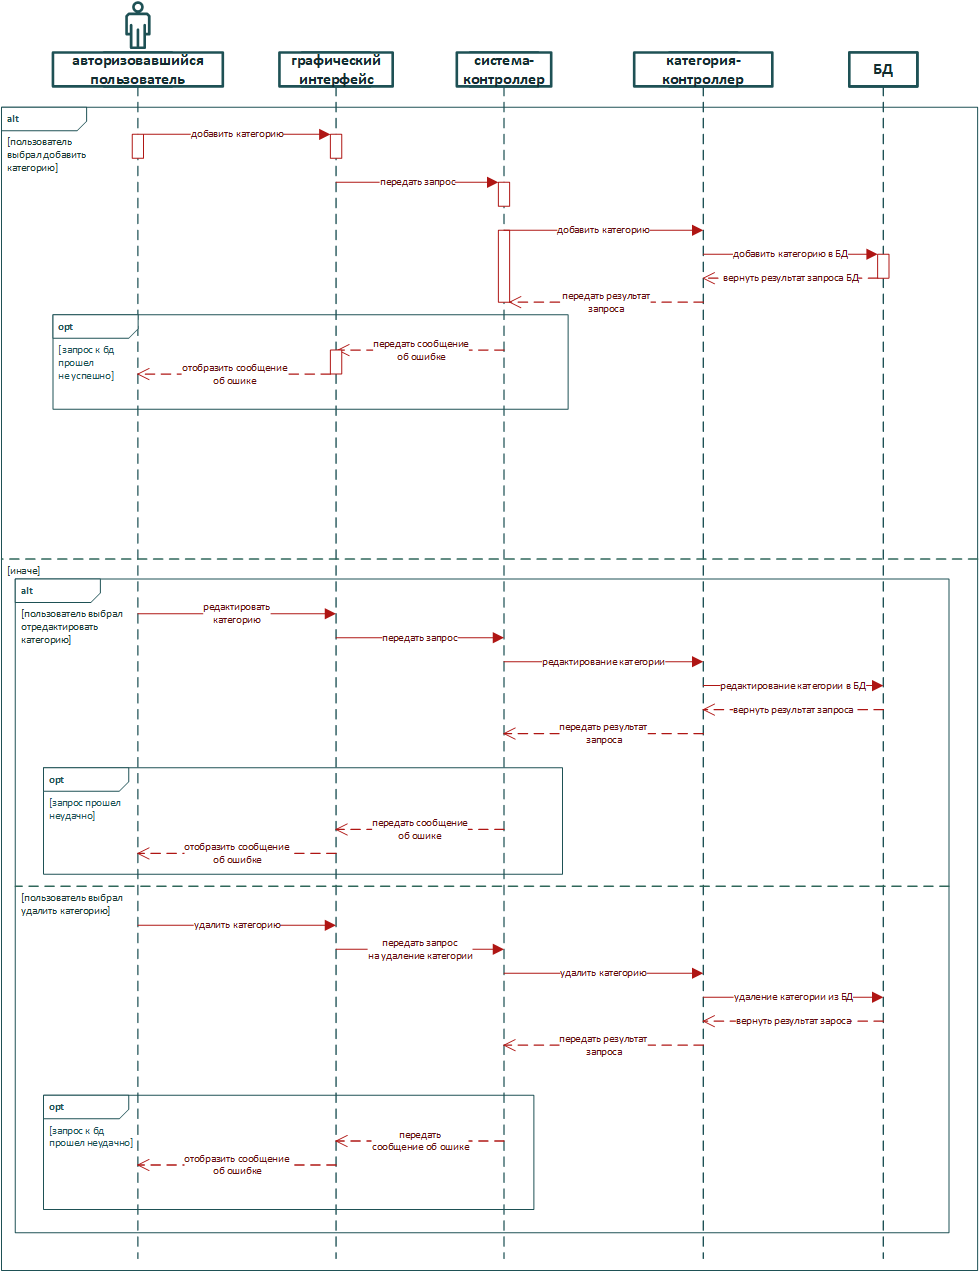 авторизовавшийся
пользователь
графический
интерфейс
система-
контроллер
категория-
контроллер
БД
alt
[пользователь
выбрал добавить
категорию]
добавить категорию
передать запрос
добавить категорию
добавить категорию в БД
вернуть результат запроса БД
передать результат
запроса
opt
[запрос к бд
прошел
не успешно]
передать сообщение
об ошибке
отобразить сообщение
об ошике
[иначе]
alt
[пользователь выбрал
отредактировать
категорию]
редактировать
категорию
передать запрос
редактирование категории
редактирование категории в БД
вернуть результат запроса
передать результат
запроса
opt
[запрос прошел
неудачно]
передать сообщение
об ошике
отобразить сообщение
об ошибке
[пользователь выбрал
удалить категорию]
удалить категорию
передать запрос
на удаление категории
удалить категорию
удаление категории из БД
вернуть результат зароса
передать результат
запроса
opt
[запрос к бд
прошел неудачно]
передать
сообщение об ошике
отобразить сообщение
об ошибке